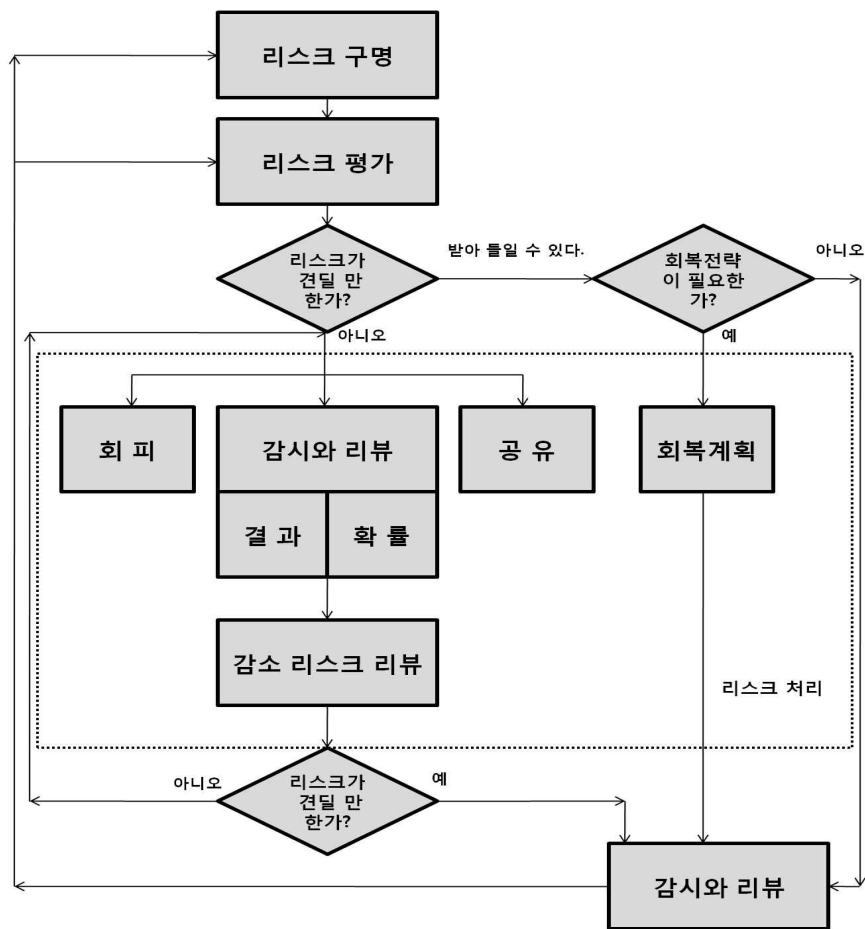 리스크 구명
리스크 평가
리스크가
견딜 만
한가?
받아 들일 수 있다.
회복전략
이 필요한
가?
아니오
아니오
예
회 피
감시와 리뷰
공 유
회복계획
결 과
확 률
감소 리스크 리뷰
리스크 처리
아니오
리스크가
견딜 만
한가?
예
감시와 리뷰